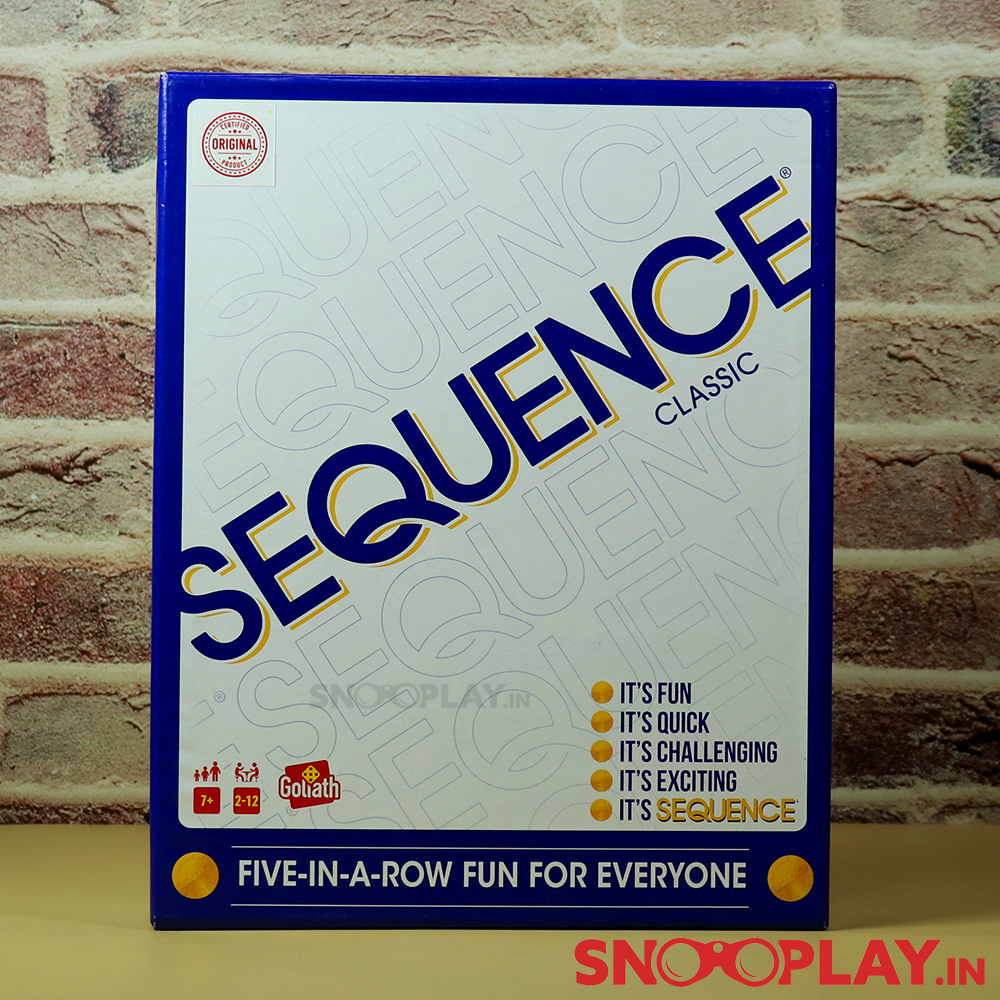 CERTIFIED
ORIGINAL
PRODUCT
SEQUENCE®
CLASSIC
SNOOPLAY.IN
IT'S FUN
IT'S QUICK
IT'S CHALLENGING
IT'S EXCITING
IT'S SEQUENCE
7+
2-12
Goliath
FIVE-IN-A-ROW FUN FOR EVERYONE
SNOOPLAY.IN